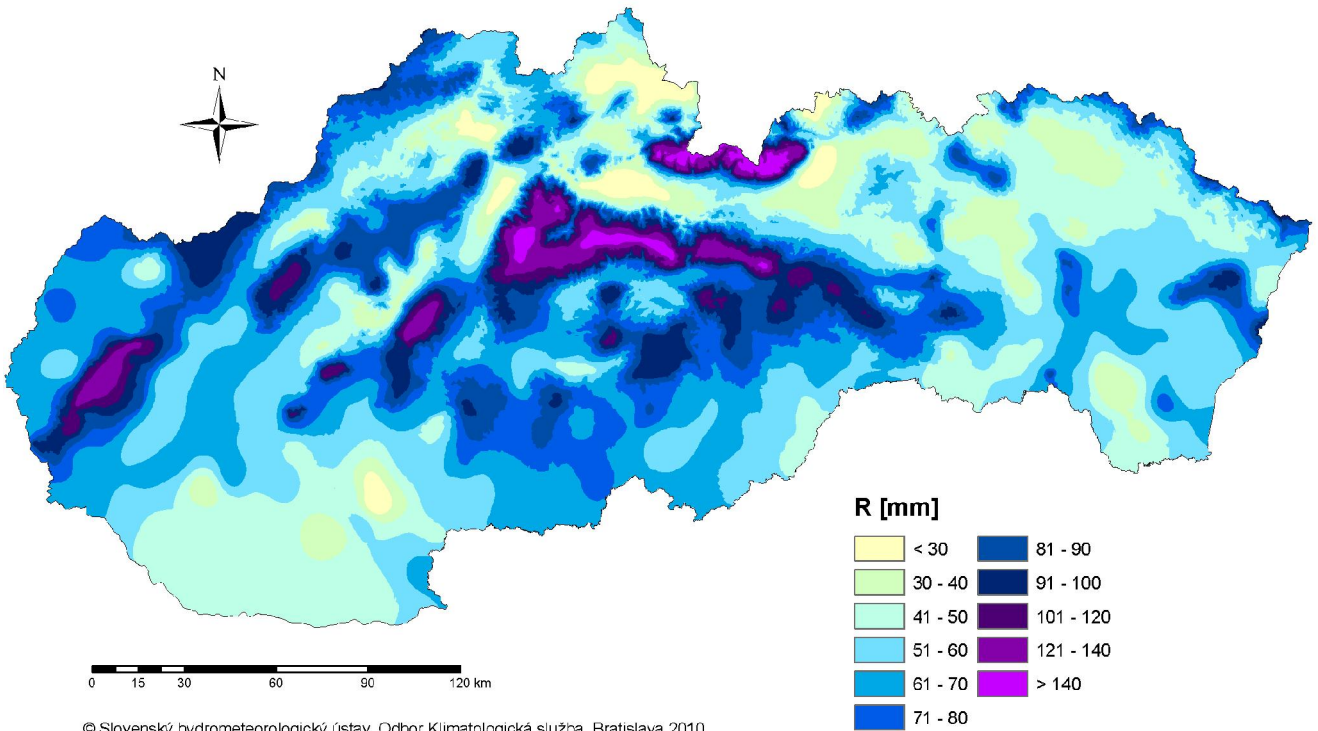 N
R [mm]
< 30
30 - 40
41 - 50
51 - 60
61 - 70
71 - 80
81 - 90
91 - 100
101 - 120
121 - 140
> 140
0 15 30 60 90 120 km
© Slovenský hydrometeorologický ústav, Odbor Klimatologická služba, Bratislava 2010